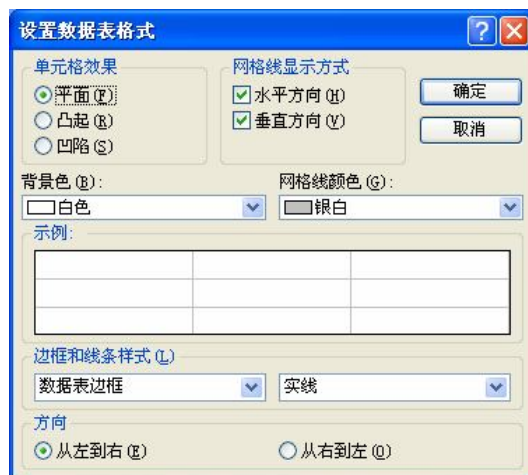 设置数据表格式
单元格效果
平面(F)
凸起(R)
凹陷(S)
网格线显示方式
水平方向(H)
垂直方向(V)
确定
取消
背景色(B):
白色
网格线颜色(G):
银白
示例:
边框和线条样式(L)
数据表边框
实线
方向
从左到右(E)
从右到左(O)